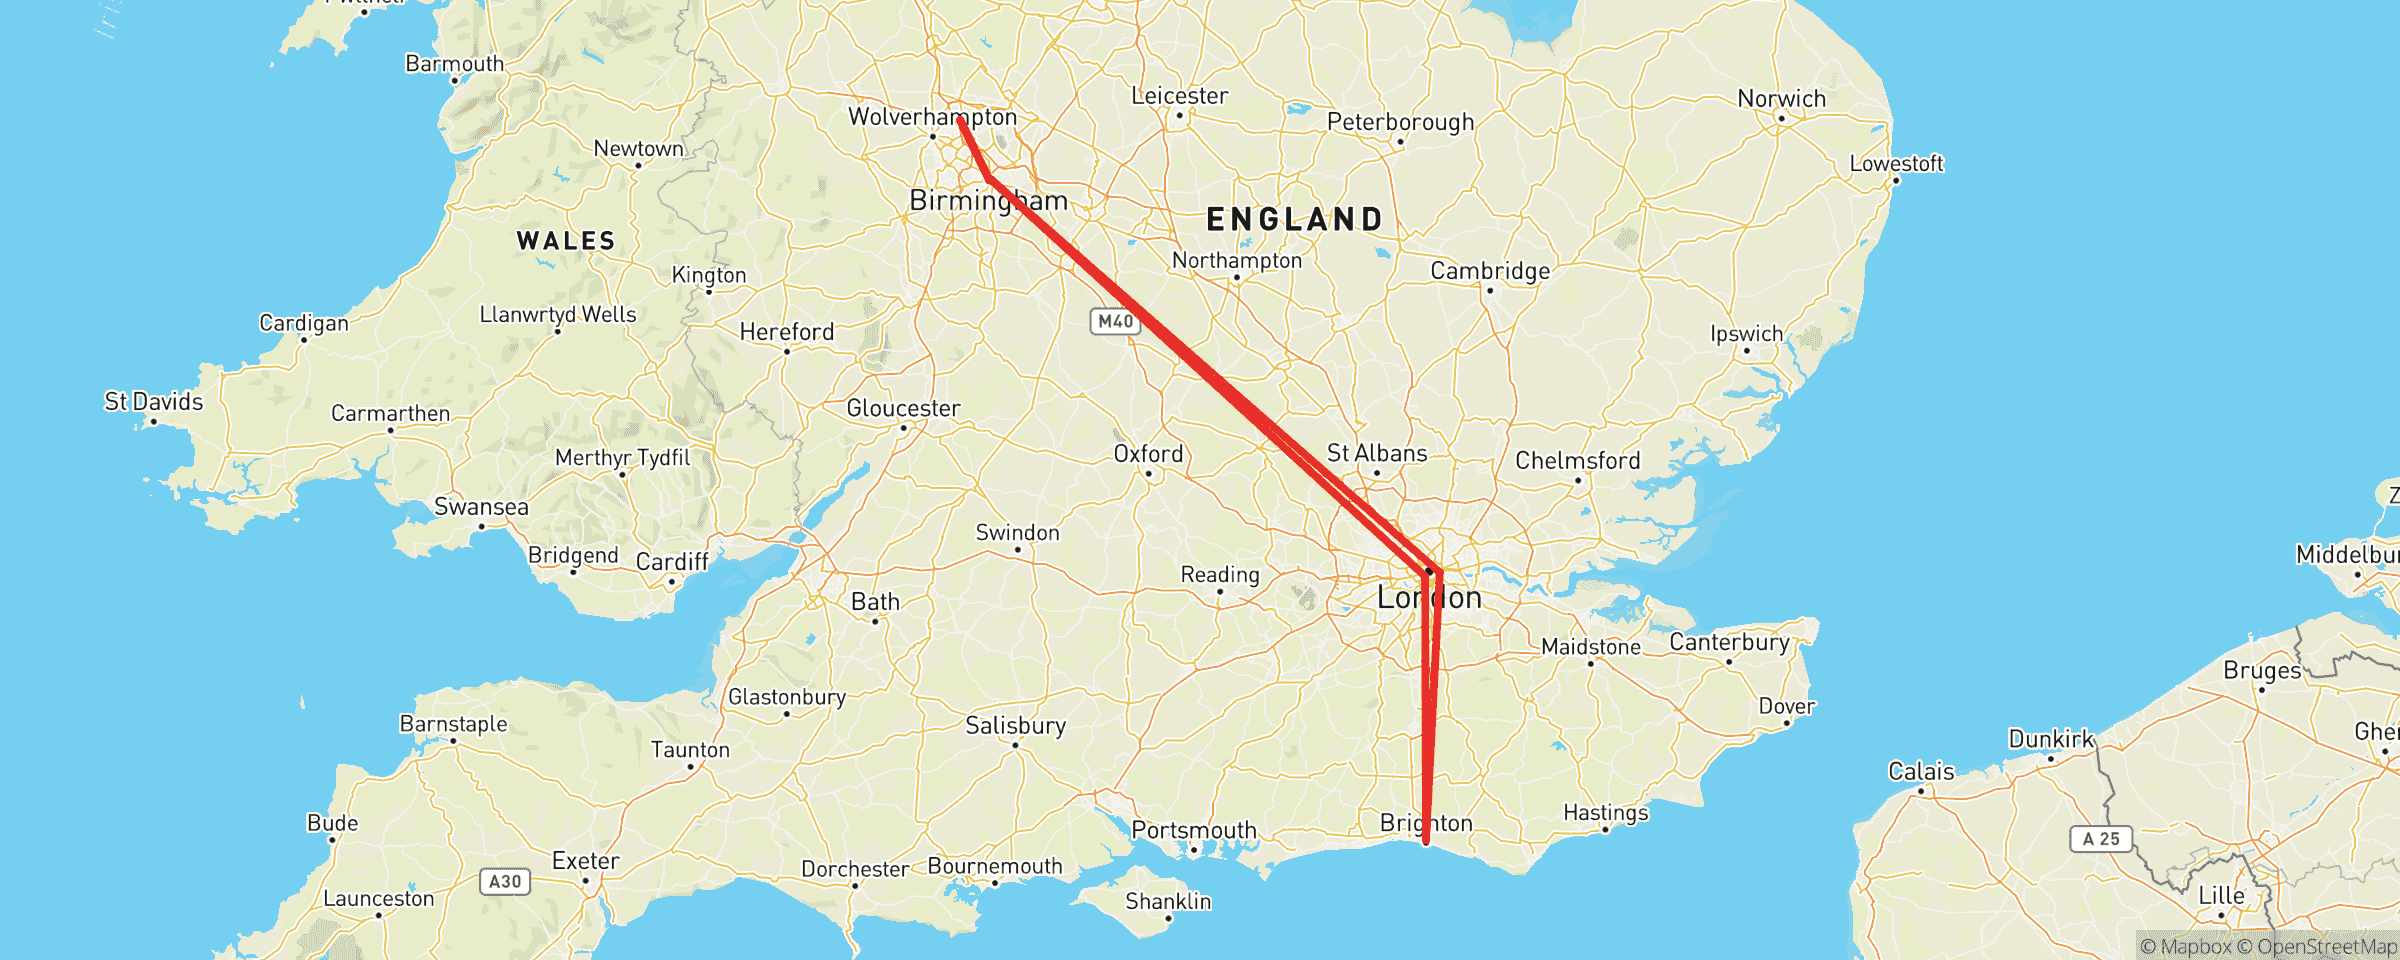 Barmouth
Leicester
Norwich
Wolverhampton
Peterborough
Newtown
Lowestoft
Birmingham
ENGLAND
WALES
Northampton
Kington
Cambridge
Llanwrtyd Wells
Cardigan
M40
Hereford
Ipswich
St Davids
Carmarthen
Gloucester
Oxford
St Albans
Merthyr Tydfil
Chelmsford
Swansea
Swindon
Bridgend
Cardiff
Middelbu
Reading
Bath
London
Maidstone
Canterbury
Bruges
Glastonbury
Dover
Barnstaple
Salisbury
Taunton
Dunkirk
Calais
Hastings
Bude
Brighton
Portsmouth
A 25
Exeter
A30
Dorchester
Bournemouth
Launceston
Shanklin
Lille
© Mapbox © OpenStreetMap